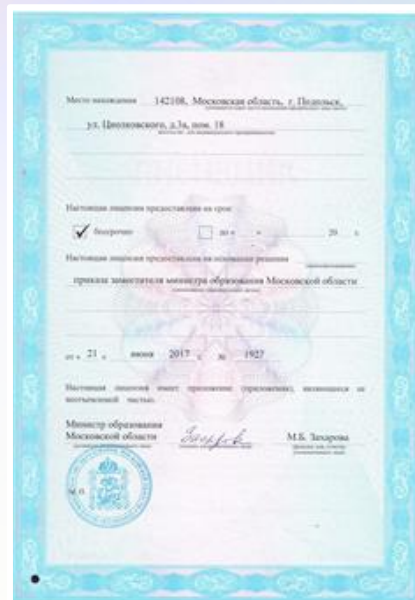 Место нахождения 142108, Московская область, г. Подольск,
ул. Циолковского, д.3а, пом. 18
Настоящая лицензия предоставлена на срок:
бессрочно до « » 20 г.
Настоящая лицензия предоставлена на основании решения
приказа заместителя министра образования Московской области
от « 21 » июня 2017 г. № 1927
Настоящая лицензия имеет приложение (приложения), являющееся ее
неотъемлемой частью.
Министр образования
Московской области
М.Б. Захарова
М.П.